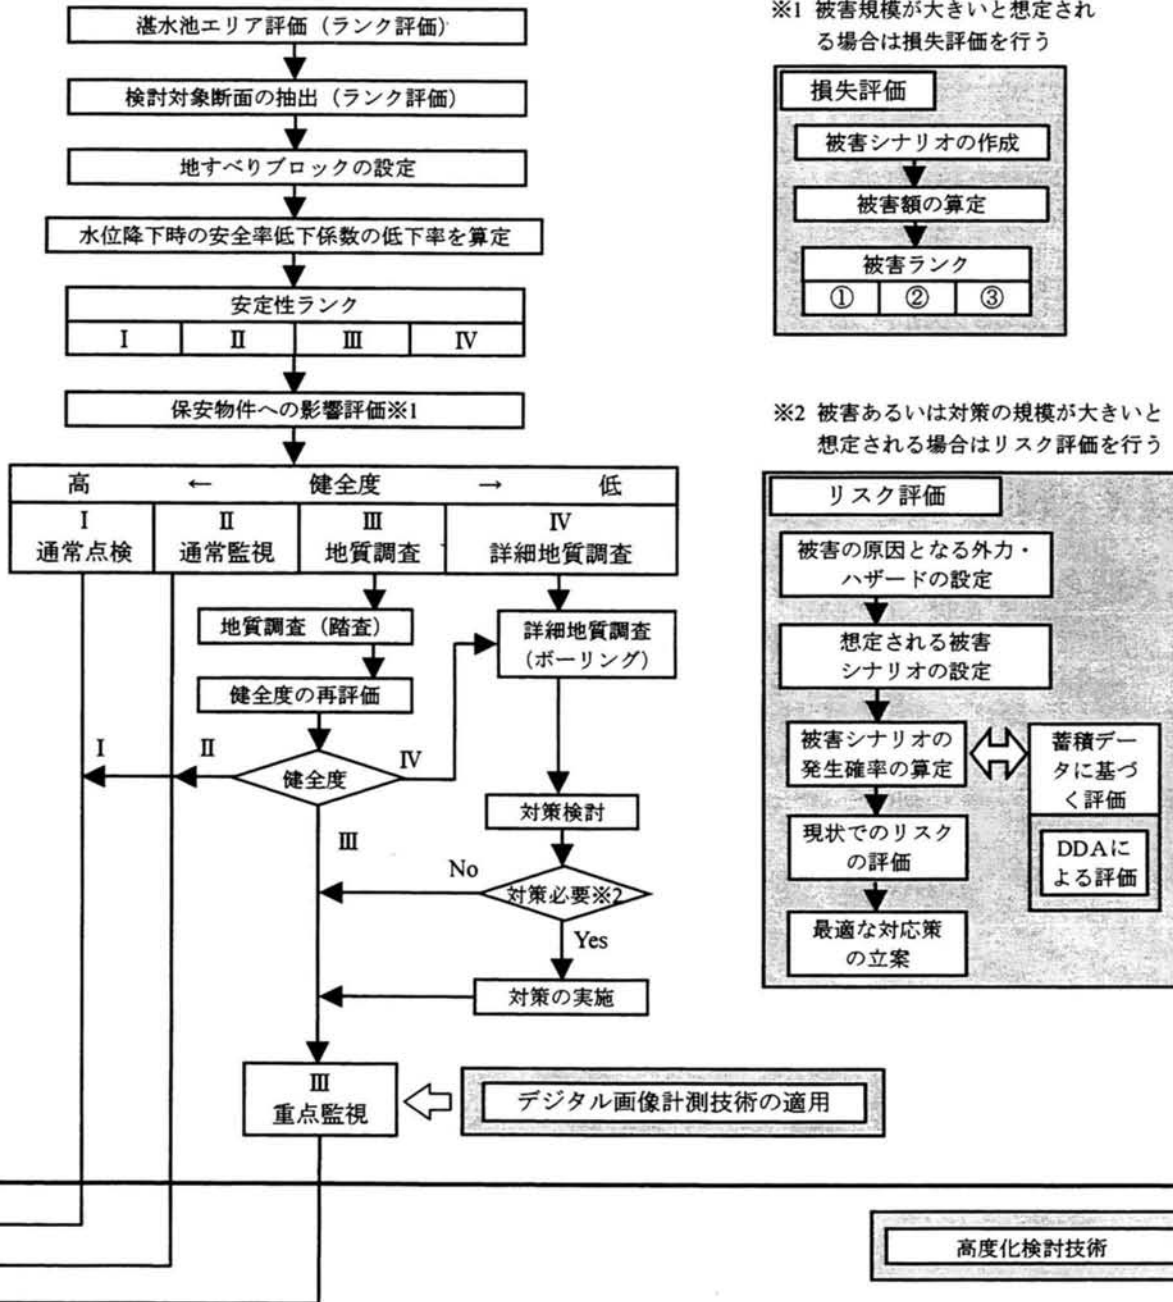 湛水池エリア評価（ランク評価）
検討対象断面の抽出（ランク評価）
地すべりブロックの設定
水位降下時の安全率低下係数の低下率を算定
安定性ランク
Ⅰ Ⅱ Ⅲ Ⅳ
保安物件への影響評価※1
高 ← 健全度 → 低
Ⅰ Ⅱ Ⅲ Ⅳ
通常点検 通常監視 地質調査 詳細地質調査
地質調査（踏査）
健全度の再評価
詳細地質調査
（ボーリング）
Ⅰ Ⅱ 健全度 Ⅳ
Ⅲ
対策検討
No
対策必要※2
Yes
対策の実施
Ⅲ
重点監視
デジタル画像計測技術の適用
※1 被害規模が大きいと想定され
る場合は損失評価を行う
損失評価
被害シナリオの作成
被害額の算定
被害ランク
① ② ③
※2 被害あるいは対策の規模が大きいと
想定される場合はリスク評価を行う
リスク評価
被害の原因となる外力・
ハザードの設定
想定される被害
シナリオの設定
被害シナリオの
発生確率の算定
蓄積デー
タに基づ
く評価
DDAに
よる評価
現状でのリスク
の評価
最適な対応策
の立案
高度化検討技術